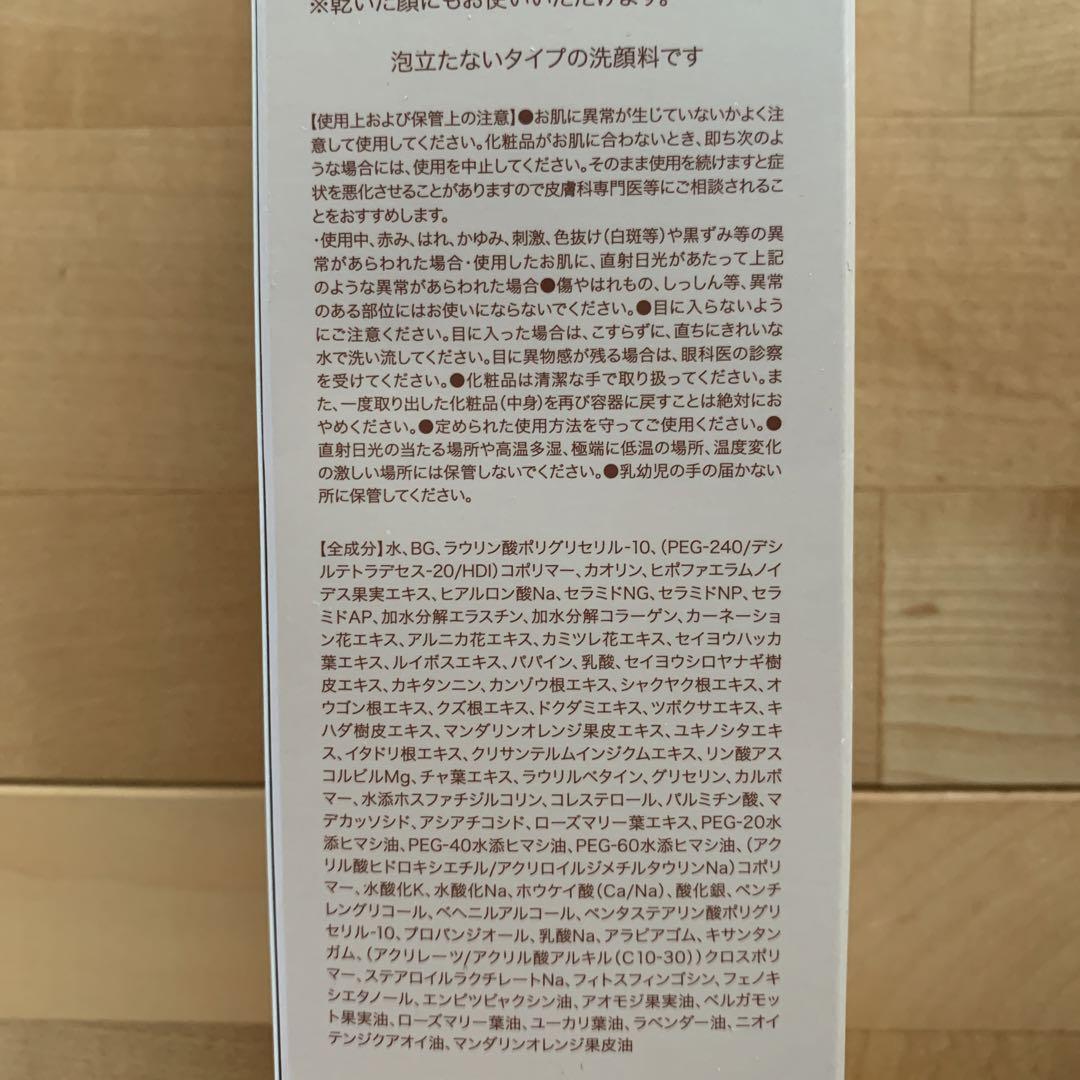 ※乾いた顔にもお使いいただけます。
泡立たないタイプの洗顔料です
【使用上および保管上の注意】●お肌に異常が生じていないかよく注
意して使用してください。化粧品がお肌に合わないとき、即ち次のよ
うな場合には、使用を中止してください。そのまま使用を続けますと症
状を悪化させることがありますので皮膚科専門医等にご相談されるこ
とをおすすめします。
・使用中、赤み、はれ、かゆみ、刺激、色抜け(白斑等)や黒ずみ等の異
常があらわれた場合・使用したお肌に、直射日光があたって上記
のような異常があらわれた場合●傷やはれもの、しっしん等、異常
のある部位にはお使いにならないでください。●目に入らないよう
にご注意ください。目に入った場合は、こすらずに、直ちにきれいな
水で洗い流してください。目に異物感が残る場合は、眼科医の診察
を受けてください。●化粧品は清潔な手で取り扱ってください。ま
た、一度取り出した化粧品(中身)を再び容器に戻すことは絶対にお
やめください。●定められた使用方法を守ってご使用ください。●
直射日光の当たる場所や高温多湿、極端に低温の場所、温度変化
の激しい場所には保管しないでください。●乳幼児の手の届かない
所に保管してください。
【全成分】水、BG、ラウリン酸ポリグリセリル-10、(PEG-240/デシ
ルテトラデセス-20/HDI)コポリマー、カオリン、ヒポファエラムノイ
デス果実エキス、ヒアルロン酸Na、セラミドNG、セラミドNP、セラ
ミドAP、加水分解エラスチン、加水分解コラーゲン、カーネーショ
ン花エキス、アルニカ花エキス、カミツレ花エキス、セイヨウハッカ
葉エキス、ルイボスエキス、パパイン、乳酸、セイヨウシロヤナギ樹
皮エキス、カキタンニン、カンゾウ根エキス、シャクヤク根エキス、オ
ウゴン根エキス、クズ根エキス、ドクダミエキス、ツボクサエキス、キ
ハダ樹皮エキス、マンダリンオレンジ果皮エキス、ユキノシタエキ
ス、イタドリ根エキス、クリサンテルムインジクムエキス、リン酸アス
コルビルMg、チャ葉エキス、ラウリルベタイン、グリセリン、カルボ
マー、水添ホスファチジルコリン、コレステロール、パルミチン酸、マ
デカッソシド、アシアチコシド、ローズマリー葉エキス、PEG-20水
添ヒマシ油、PEG-40水添ヒマシ油、PEG-60水添ヒマシ油、(アク
リル酸ヒドロキシエチル/アクリロイルジメチルタウリンNa)コポリ
マー、水酸化K、水酸化Na、ホウケイ酸(Ca/Na)、酸化銀、ペンチ
レングリコール、ベヘニルアルコール、ペンタステアリン酸ポリグリ
セリル-10、プロパンジオール、乳酸Na、アラビアゴム、キサンタン
ガム、(アクリレーツ/アクリル酸アルキル(C10-30))クロスポリ
マー、ステアロイルラクチレートNa、フィトスフィンゴシン、フェノキ
シエタノール、エンピツビャクシン油、アオモジ果実油、ベルガモッ
ト果実油、ローズマリー葉油、ユーカリ葉油、ラベンダー油、ニオイ
テンジクアオイ油、マンダリンオレンジ果皮油